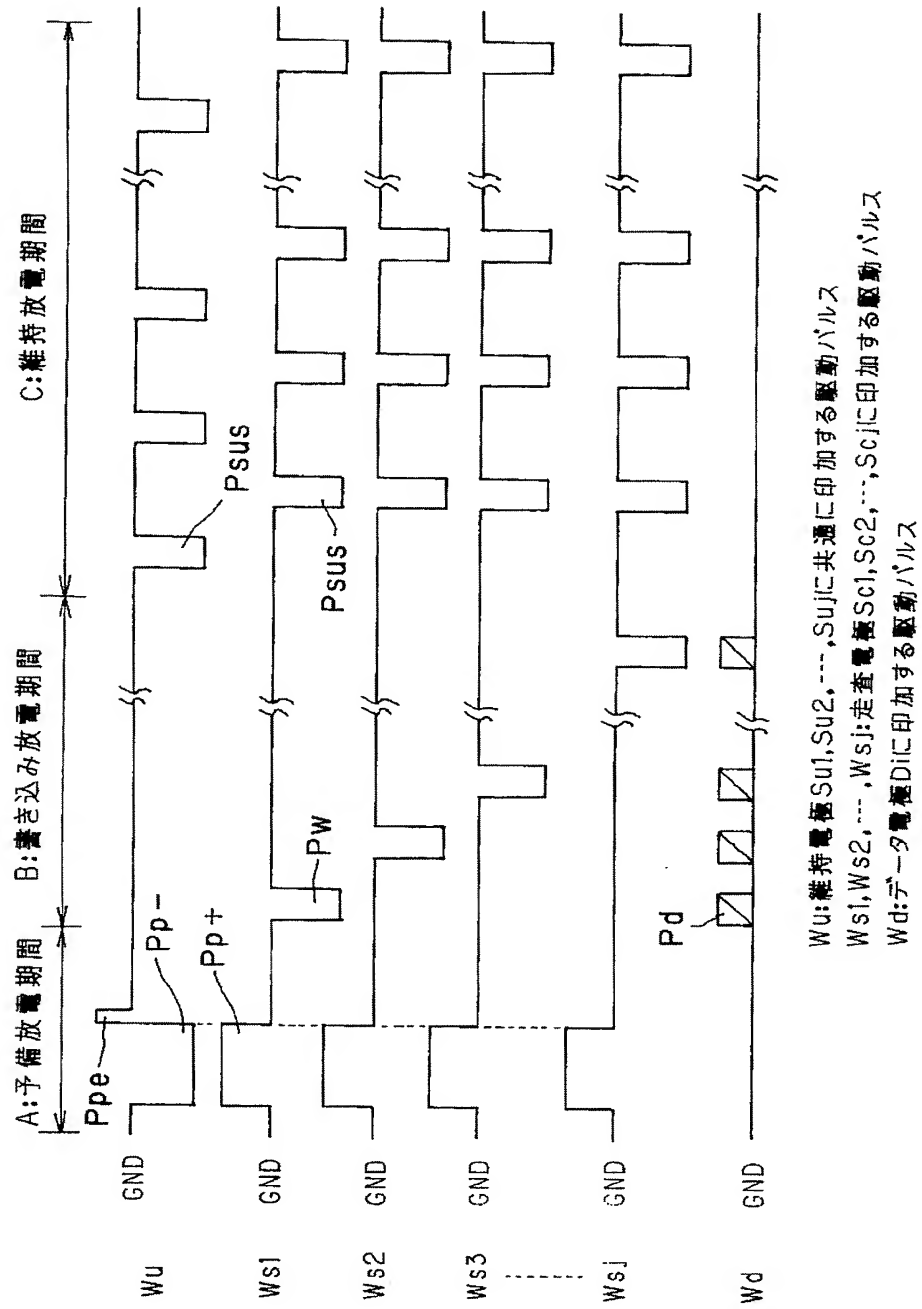 A:予備放電期間
B:書き込み放電期間
C:維持放電期間
Ppe
Pp-
Pp+
Pw
Psus
Psus
Pd
Wu
GND
Ws1
GND
Ws2
GND
Ws3
GND
Wsj
GND
Wd
GND
Wu:維持電極Su1,Su2,---,Sujに共通に印加する駆動パルス
Ws1,Ws2,---,Wsj:走査電極Sc1,Sc2,---,Scjに印加する駆動パルス
Wd:データ電極Diに印加する駆動パルス